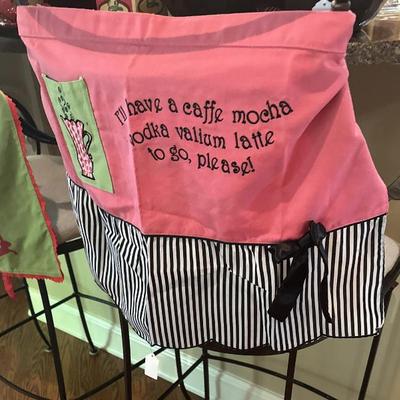 I'll have a caffe mocha
vodka valium latte
to go, please!